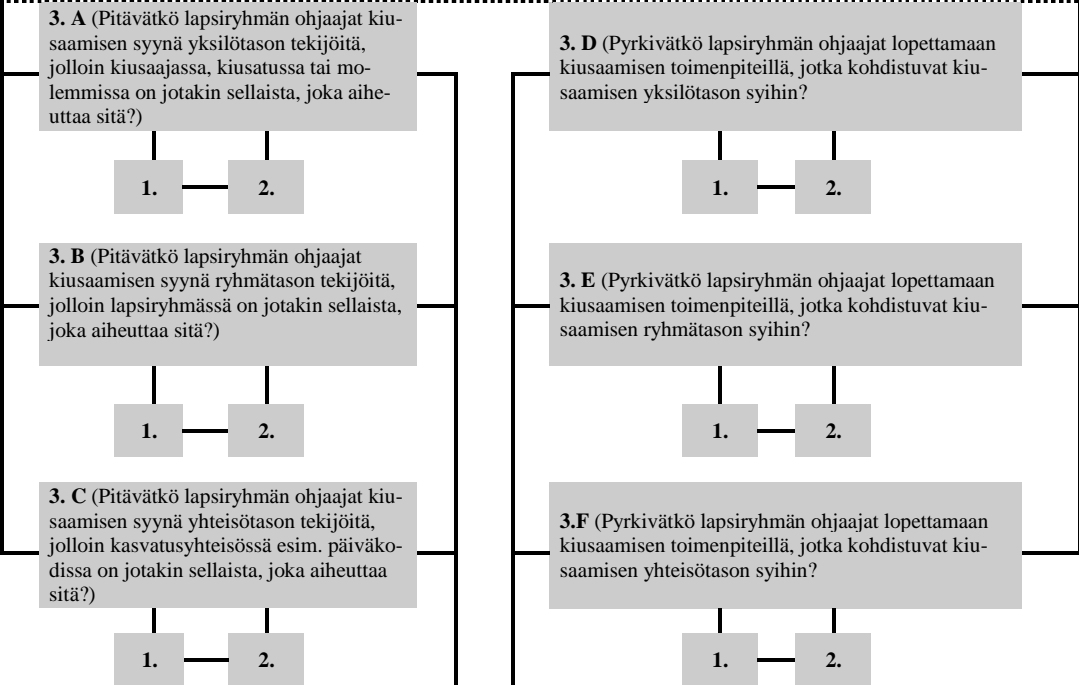 3. A (Pitävätkö lapsiryhmän ohjaajat kiu-
saamisen syynä yksilötason tekijöitä,
jolloin kiusaajassa, kiusatussa tai mo-
lemmissa on jotakin sellaista, joka aihe-
uttaa sitä?)
1.
2.
3. B (Pitävätkö lapsiryhmän ohjaajat
kiusaamisen syynä ryhmätason tekijöitä,
jolloin lapsiryhmässä on jotakin sellaista,
joka aiheuttaa sitä?)
1.
2.
3. C (Pitävätkö lapsiryhmän ohjaajat kiu-
saamisen syynä yhteisötason tekijöitä,
jolloin kasvatusyhteisössä esim. päiväko-
dissa on jotakin sellaista, joka aiheuttaa
sitä?)
1.
2.
3. D (Pyrkivätkö lapsiryhmän ohjaajat lopettamaan
kiusaamisen toimenpiteillä, jotka kohdistuvat kiu-
saamisen yksilötason syihin?
1.
2.
3. E (Pyrkivätkö lapsiryhmän ohjaajat lopettamaan
kiusaamisen toimenpiteillä, jotka kohdistuvat kiu-
saamisen ryhmätason syihin?
1.
2.
3.F (Pyrkivätkö lapsiryhmän ohjaajat lopettamaan
kiusaamisen toimenpiteillä, jotka kohdistuvat kiu-
saamisen yhteisötason syihin?
1.
2.